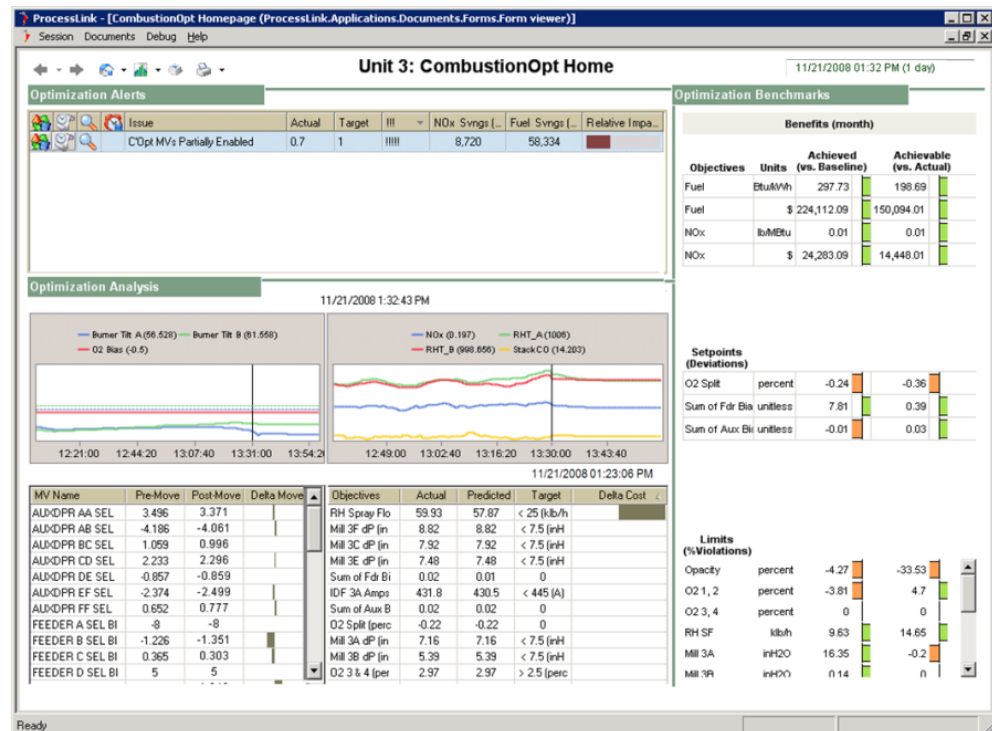 ProcessLink - [CombustionOpt Homepage (ProcessLink.Applications.Documents.Forms.Form viewer)]
Session Documents Debug Help
Unit 3: CombustionOpt Home
11/21/2008 01:32 PM (1 day)
Optimization Alerts
Issue Actual Target !!! NOx Svngs (... Fuel Svngs (... Relative Impa...
C'Opt MVs Partially Enabled 0.7 1 !!!!! 8,720 58,334
Optimization Analysis
11/21/2008 1:32:43 PM
Burner Tilt A (56.528) Burner Tilt B (61.558)
O2 Bias (-0.5)
12:21:00 12:44:20 13:07:40 13:31:00 13:54:2
NOx (0.197) RHT_A (1006)
RHT_B (998.656) Stack CO (14.203)
12:49:00 13:02:40 13:16:20 13:30:00 13:43:40
11/21/2008 01:23:06 PM
MV Name Pre-Move Post-Move Delta Move
AUXDPR AA SEL 3.496 3.371
AUXDPR AB SEL -4.186 -4.061
AUXDPR BC SEL 1.059 0.996
AUXDPR CD SEL 2.233 2.296
AUXDPR DE SEL -0.857 -0.859
AUXDPR EF SEL -2.374 -2.499
AUXDPR FF SEL 0.652 0.777
FEEDER A SEL BI -8 -8
FEEDER B SEL BI -1.226 -1.351
FEEDER C SEL BI 0.365 0.303
FEEDER D SEL BI 5 5
Objectives Actual Predicted Target Delta Cost
RH Spray Flo 59.93 57.87 < 25 (klb/h
Mill 3F dP (in 8.82 8.82 < 7.5 (inH
Mill 3C dP (in 7.92 7.92 < 7.5 (inH
Mill 3E dP (in 7.48 7.48 < 7.5 (inH
Sum of Fdr Bi 0.02 0.01 0
IDF 3A Amps 431.8 430.5 < 445 (A)
Sum of Aux B 0.02 0.02 0
O2 Split (perc -0.22 -0.22 0
Mill 3A dP (in 7.16 7.16 < 7.5 (inH
Mill 3B dP (in 5.39 5.39 < 7.5 (inH
O2 3 & 4 (per 2.97 2.97 > 2.5 (perc
Optimization Benchmarks
Benefits (month)
Objectives Units Achieved (vs. Baseline) Achievable (vs. Actual)
Fuel Btu/kWh 297.73 198.69
Fuel $ 224,112.09 150,094.01
NOx lb/MBtu 0.01 0.01
NOx $ 24,283.09 14,448.01
Setpoints
(Deviations)
O2 Split percent -0.24 -0.36
Sum of Fdr Bia unitless 7.81 0.39
Sum of Aux Bi unitless -0.01 0.03
Limits
(%Violations)
Opacity percent -4.27 -33.53
O2 1, 2 percent -3.81 4.7
O2 3, 4 percent 0 0
RH SF klb/h 9.63 14.65
Mill 3A inH2O 16.35 -0.2
Mill 3B inH2O 0.14 0
Ready